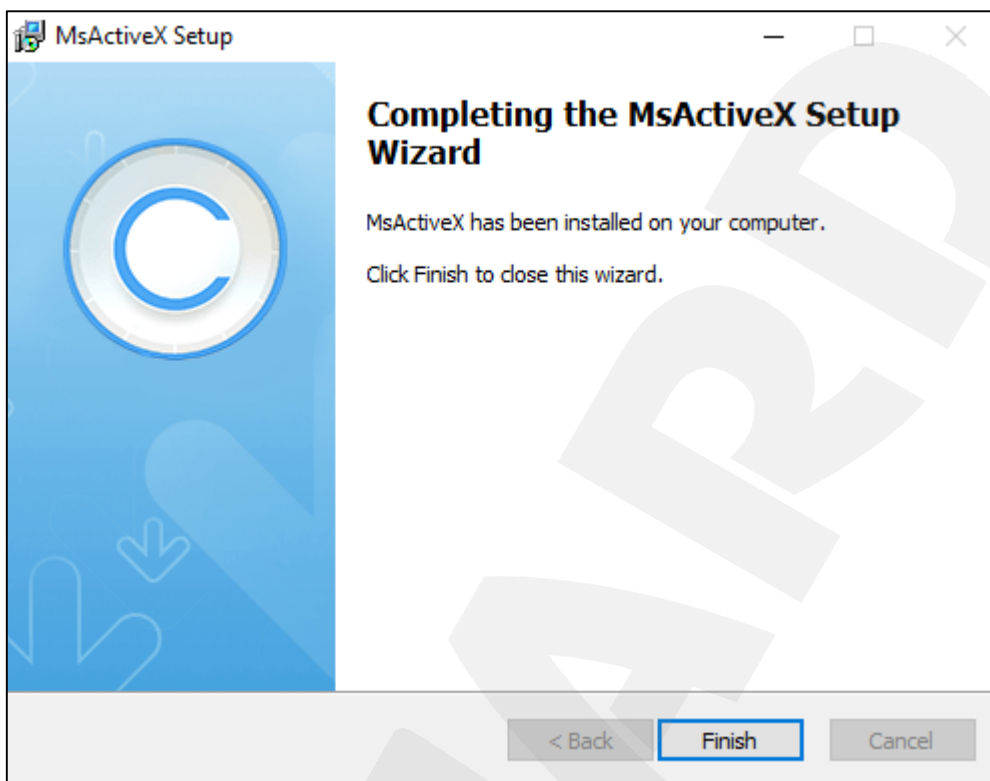 MsActiveX Setup
Completing the MsActiveX Setup
Wizard
MsActiveX has been installed on your computer.
Click Finish to close this wizard.
< Back Finish Cancel